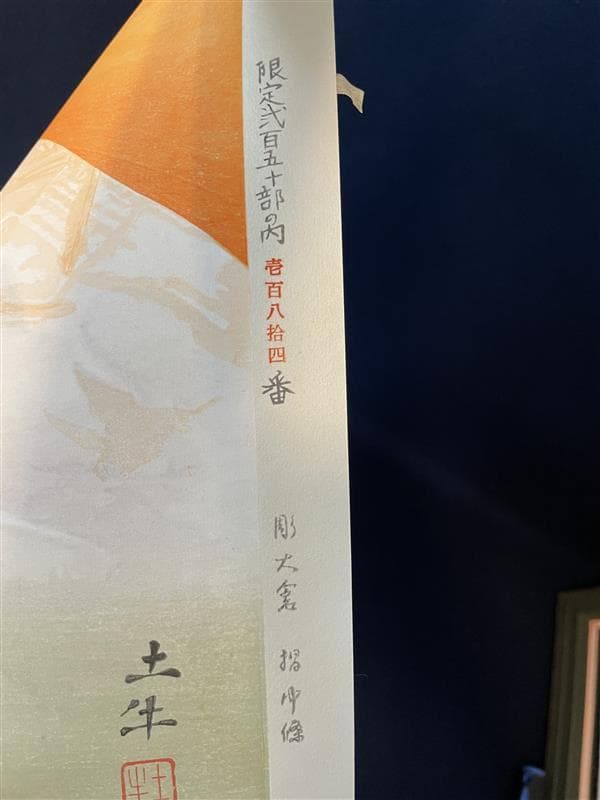 限定弐百五十部の内 壱百八拾四番
彫 大倉 摺 中條
土牛